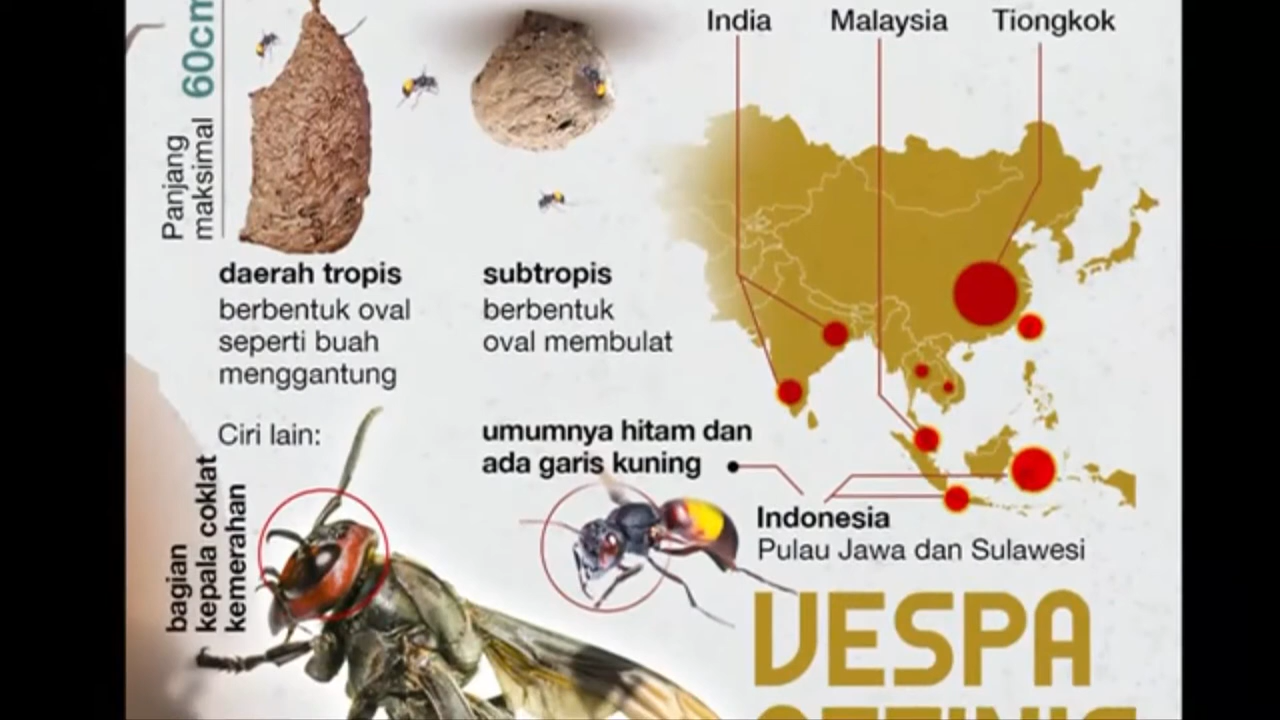 Panjang
maksimal 60cm
India
Malaysia
Tiongkok
daerah tropis
berbentuk oval
seperti buah
menggantung
subtropis
berbentuk
oval membulat
Ciri lain:
bagian
kepala coklat
kemerahan
umumnya hitam dan
ada garis kuning
Indonesia
Pulau Jawa dan Sulawesi
VESPA